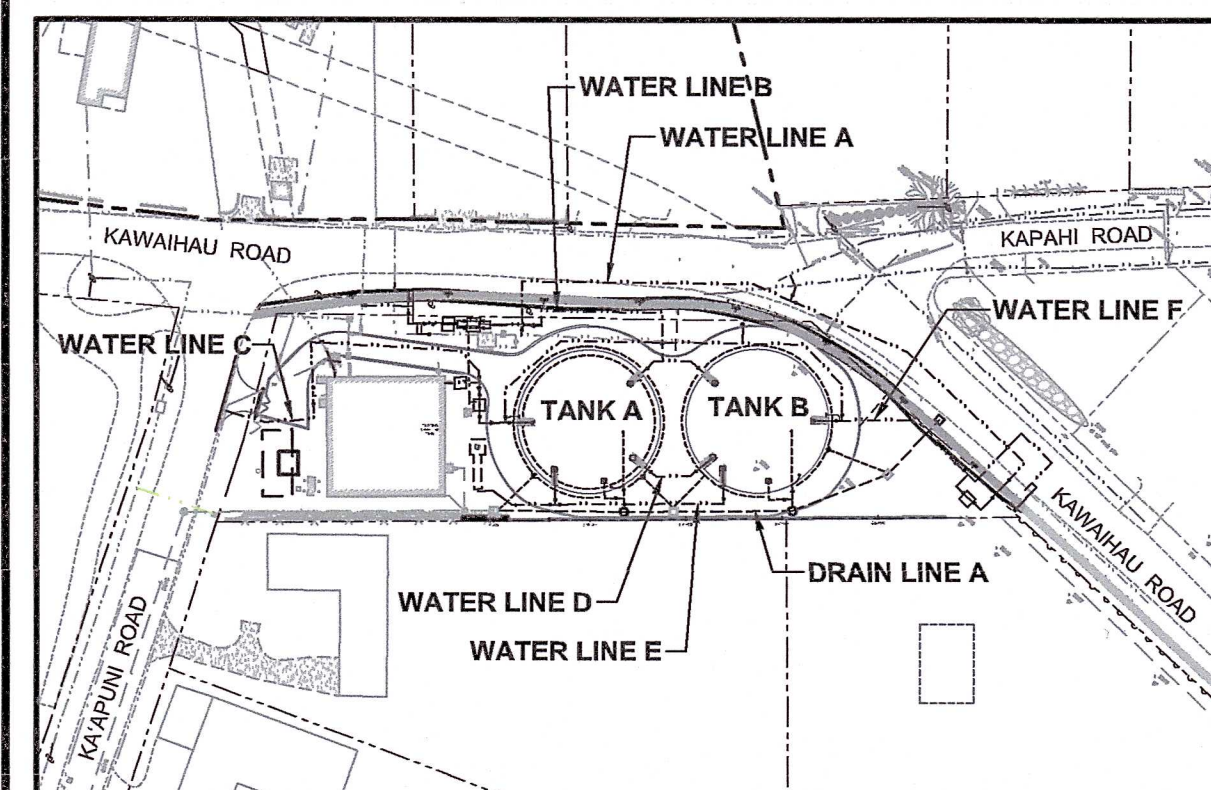 WATER LINE B
WATER LINE A
KAWAIHAU ROAD
KAPAHI ROAD
WATER LINE F
WATER LINE C
TANK A
TANK B
KAWAIHAU ROAD
DRAIN LINE A
WATER LINE D
WATER LINE E
KA'APUNI ROAD